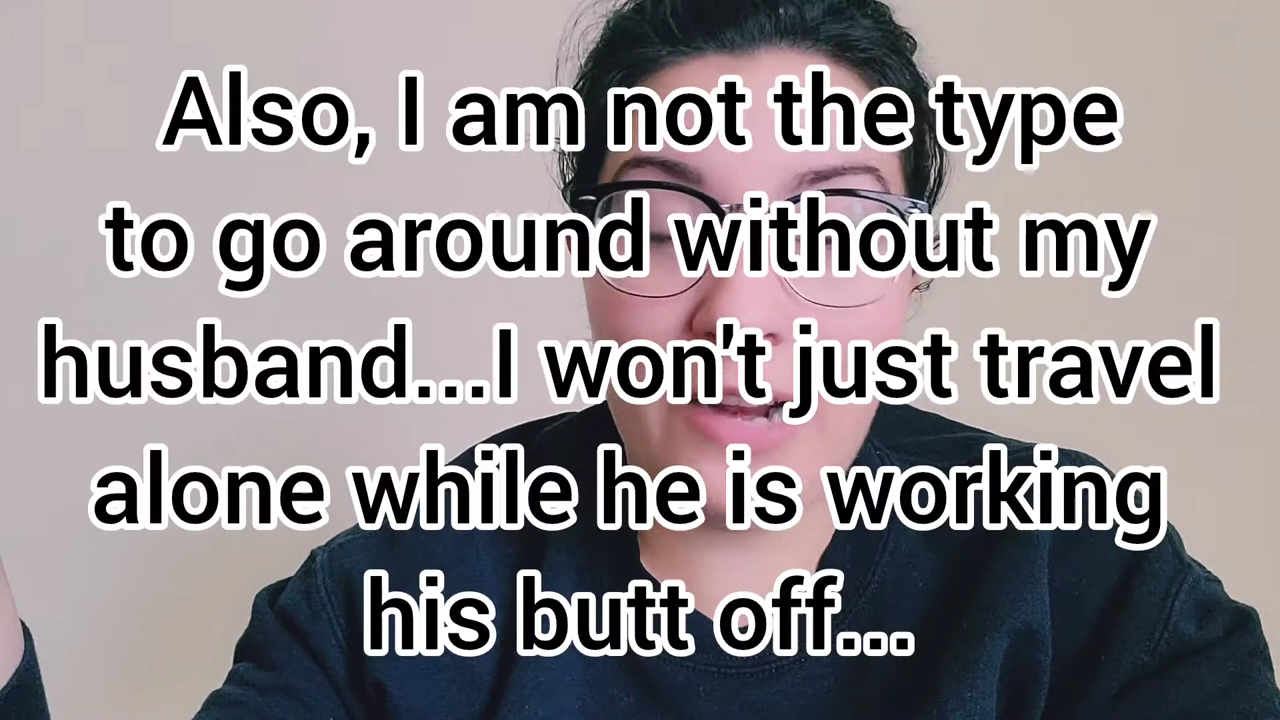 Also, I am not the type
to go around without my
husband...I won't just travel
alone while he is working
his butt off...